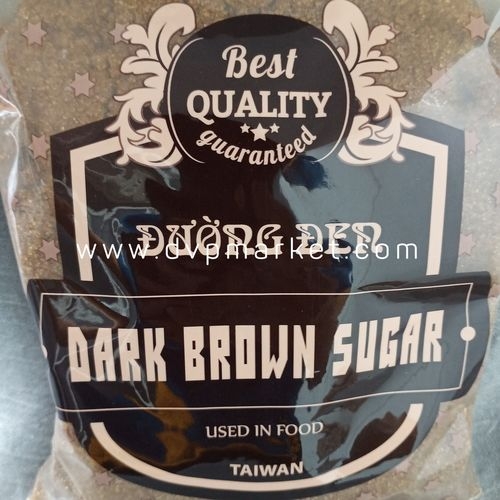 Best
QUALITY
guaranteed
ĐƯỜNG ĐEN
www.dvpmarket.com
DARK BROWN SUGAR
USED IN FOOD
TAIWAN